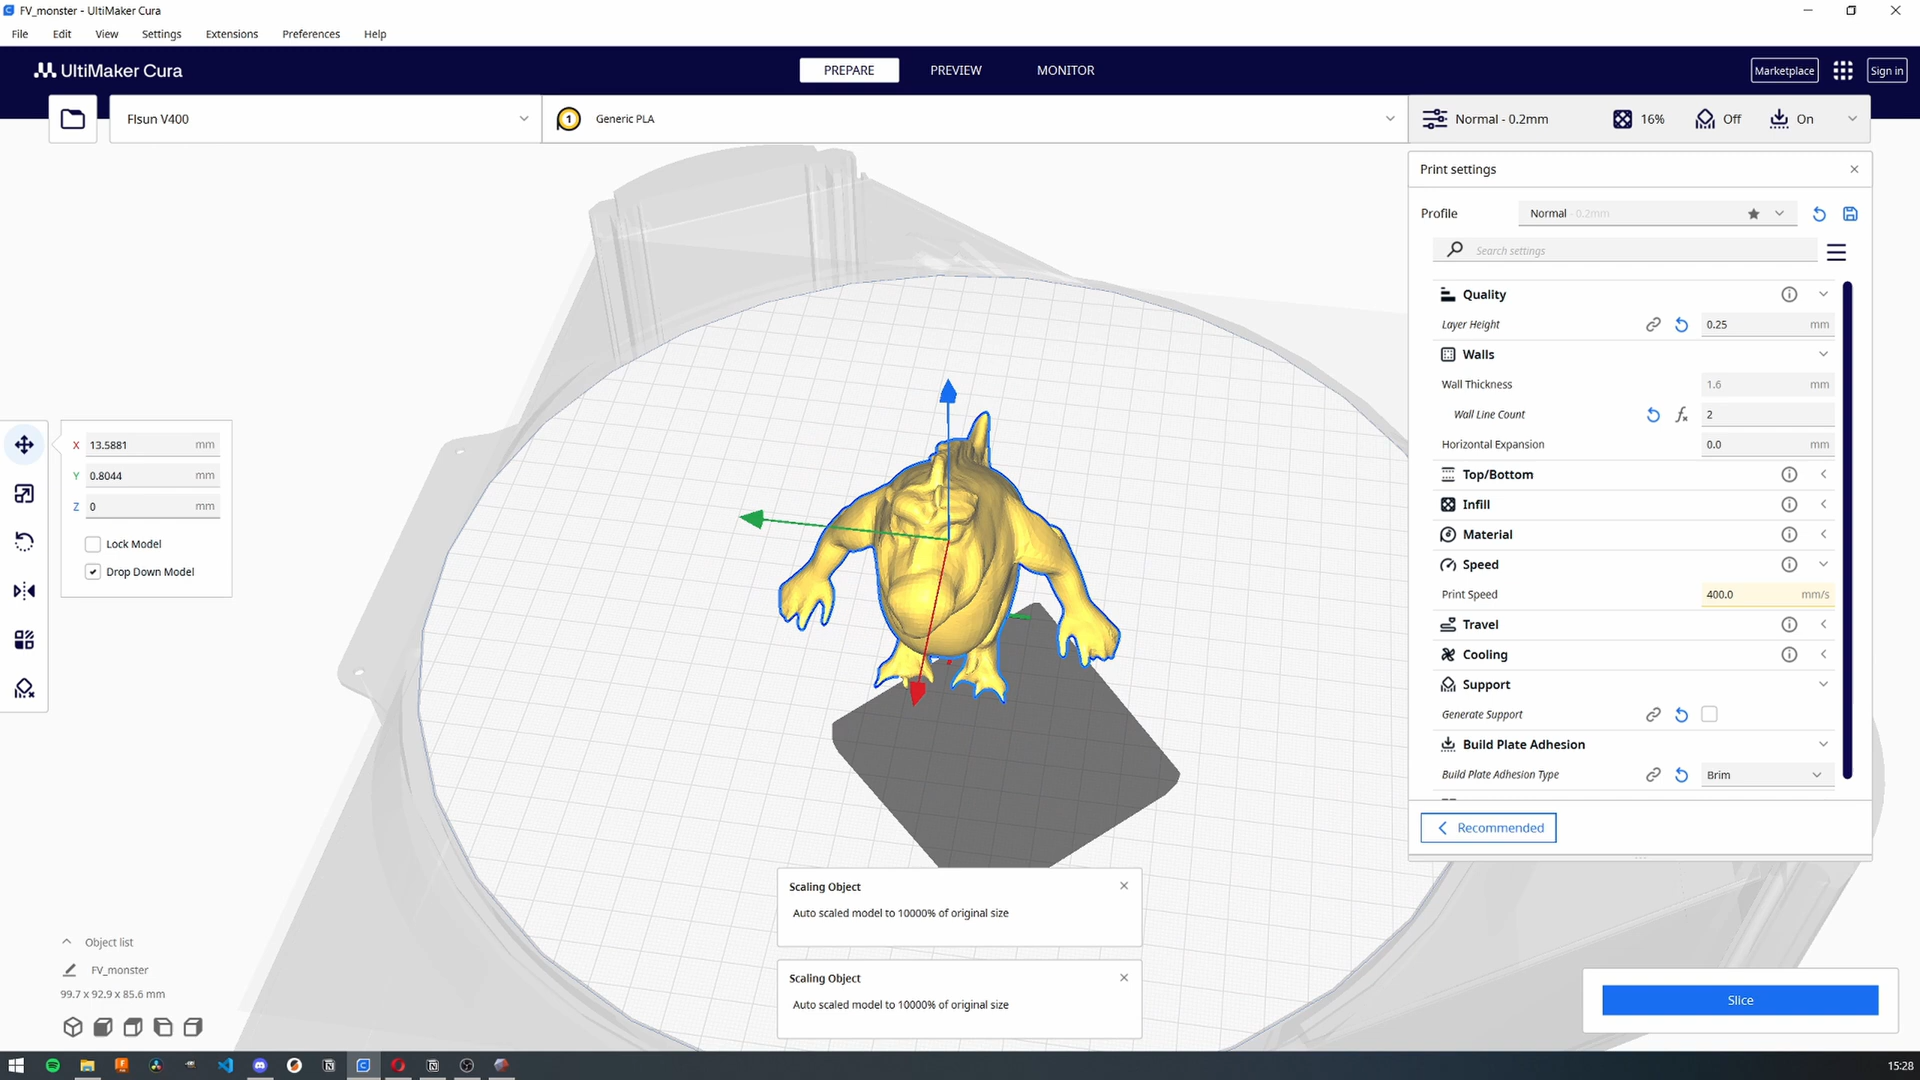 FV_monster - UltiMaker Cura
File Edit View Settings Extensions Preferences Help
UltiMaker Cura
PREPARE PREVIEW MONITOR
Marketplace
Sign in
Flsun V400
1 Generic PLA
Normal - 0.2mm 16% Off On
Print settings
Profile Normal - 0.2mm
Search settings
Quality
Layer Height 0.25 mm
Walls
Wall Thickness 1.6 mm
Wall Line Count 2
Horizontal Expansion 0.0 mm
Top/Bottom
Infill
Material
Speed
Print Speed 400.0 mm/s
Travel
Cooling
Support
Generate Support
Build Plate Adhesion
Build Plate Adhesion Type Brim
Recommended
X 13.5881 mm
Y 0.8044 mm
Z 0 mm
Lock Model
Drop Down Model
Scaling Object
Auto scaled model to 10000% of original size
Scaling Object
Auto scaled model to 10000% of original size
Object list
FV_monster
99.7 x 92.9 x 85.6 mm
Slice
15:28